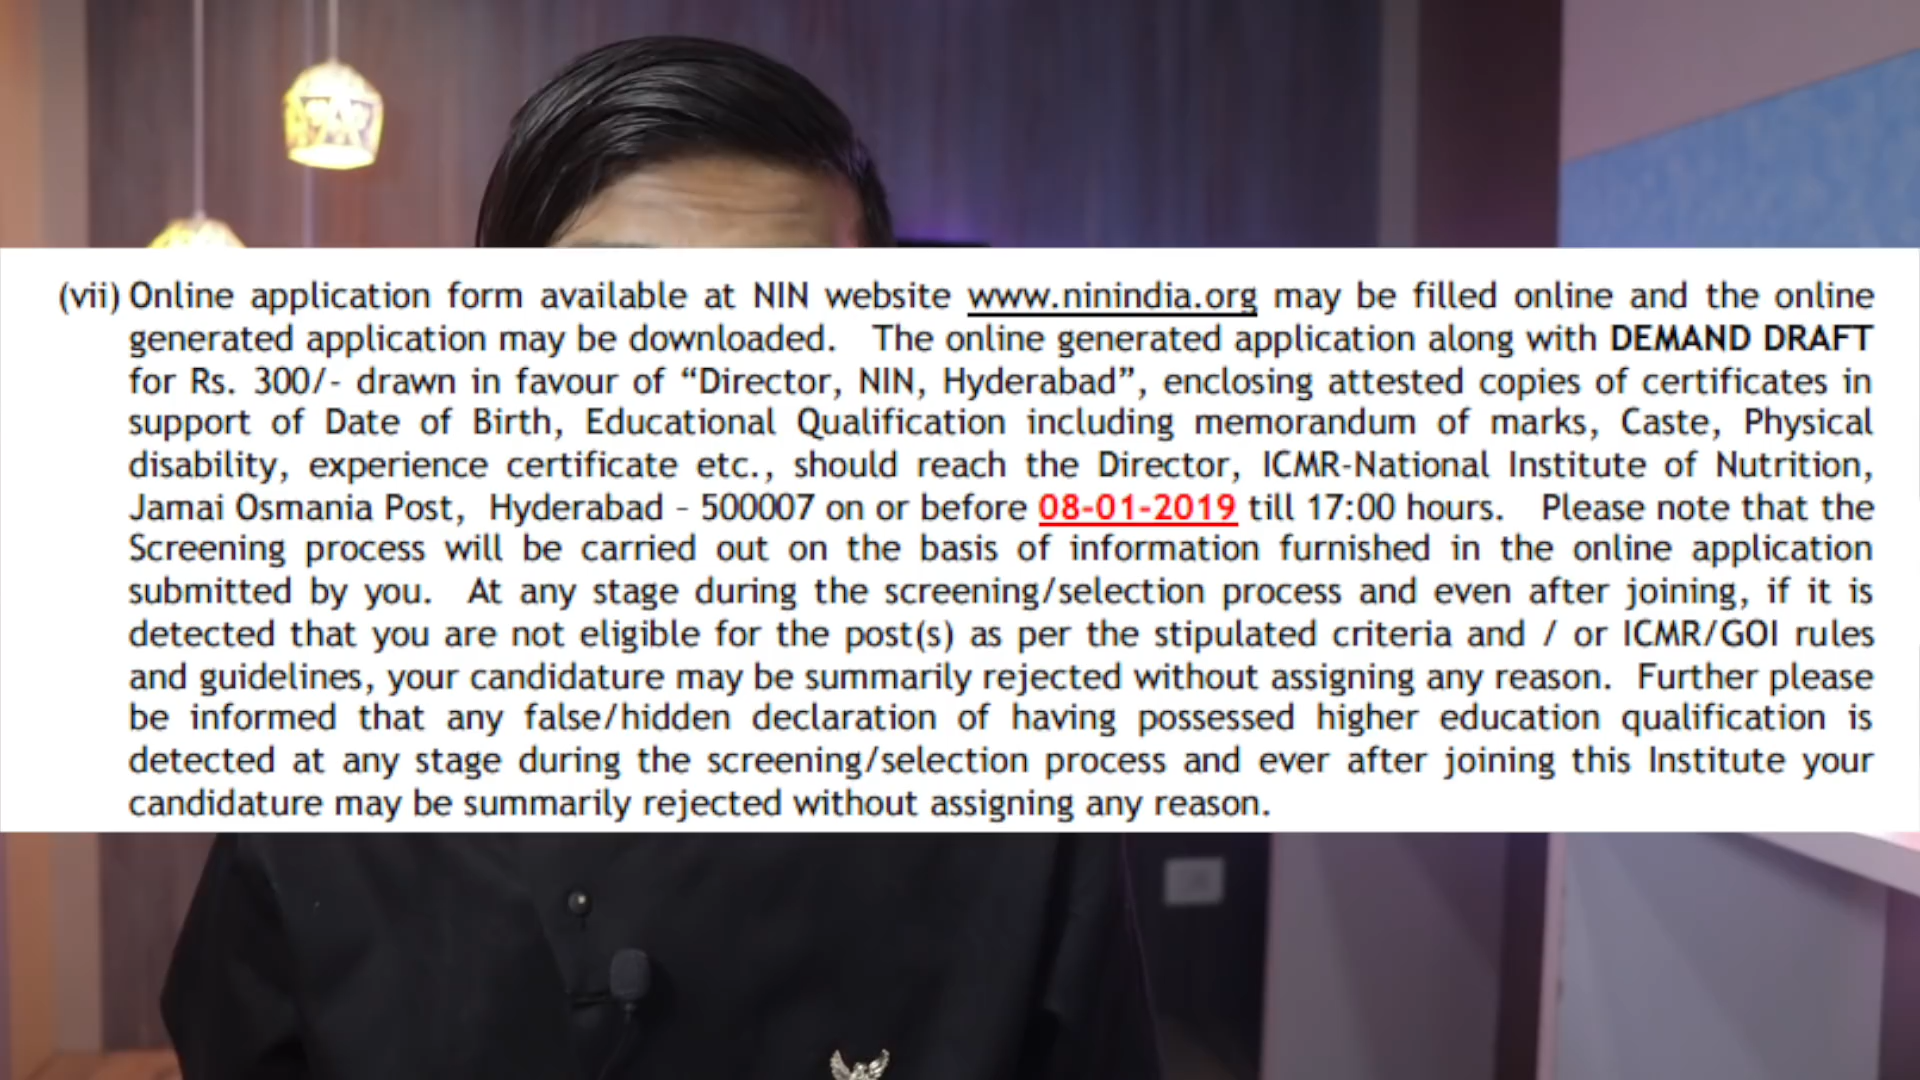 (vii) Online application form available at NIN website www.ninindia.org may be filled online and the online
generated application may be downloaded. The online generated application along with DEMAND DRAFT
for Rs. 300/- drawn in favour of “Director, NIN, Hyderabad”, enclosing attested copies of certificates in
support of Date of Birth, Educational Qualification including memorandum of marks, Caste, Physical
disability, experience certificate etc., should reach the Director, ICMR-National Institute of Nutrition,
Jamai Osmania Post, Hyderabad – 500007 on or before 08-01-2019 till 17:00 hours. Please note that the
Screening process will be carried out on the basis of information furnished in the online application
submitted by you. At any stage during the screening/selection process and even after joining, if it is
detected that you are not eligible for the post(s) as per the stipulated criteria and / or ICMR/GOI rules
and guidelines, your candidature may be summarily rejected without assigning any reason. Further please
be informed that any false/hidden declaration of having possessed higher education qualification is
detected at any stage during the screening/selection process and ever after joining this Institute your
candidature may be summarily rejected without assigning any reason.